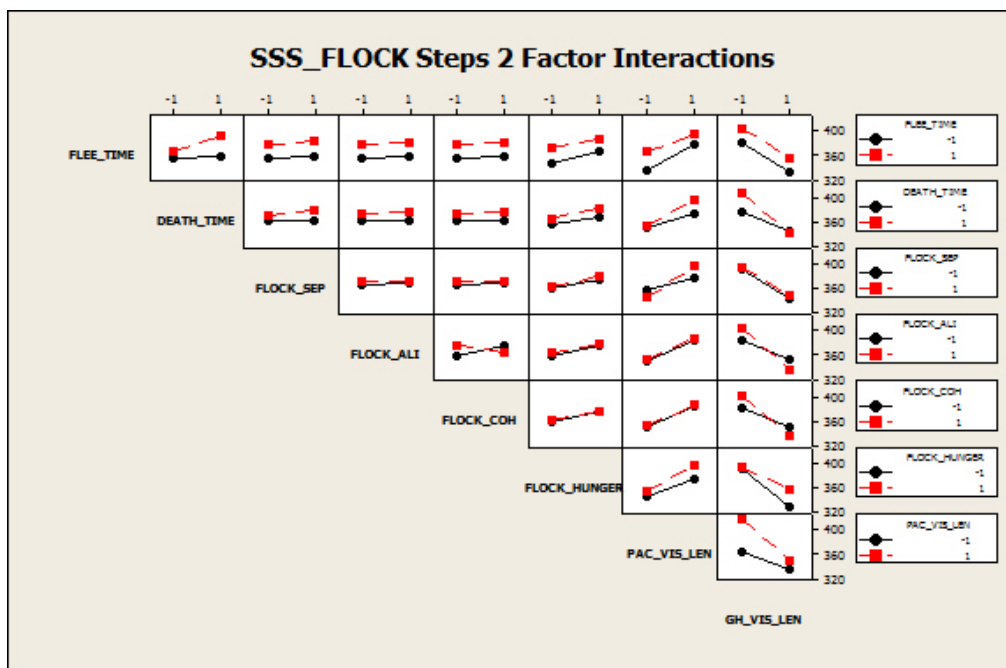 SSS_FLOCK Steps 2 Factor Interactions
-1 1 -1 1 -1 1 -1 1 -1 1 -1 1 -1 1
FLEE_TIME
400
360
320
FLEE_TIME
-1
1
DEATH_TIME
400
360
320
DEATH_TIME
-1
1
FLOCK_SEP
400
360
320
FLOCK_SEP
-1
1
FLOCK_ALI
400
360
320
FLOCK_ALI
-1
1
FLOCK_COH
400
360
320
FLOCK_COH
-1
1
FLOCK_HUNGER
400
360
320
FLOCK_HUNGER
-1
1
PAC_VIS_LEN
400
360
320
PAC_VIS_LEN
-1
1
GH_VIS_LEN